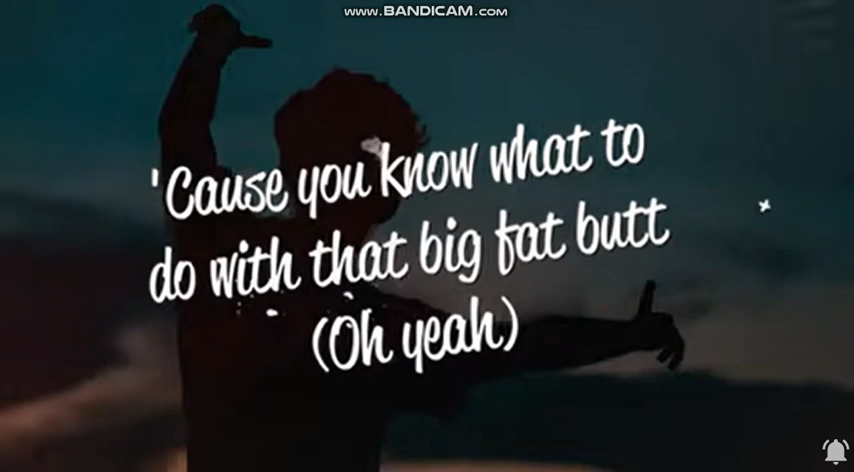 www.BANDICAM.com
'Cause you know what to
do with that big fat butt
(Oh yeah)